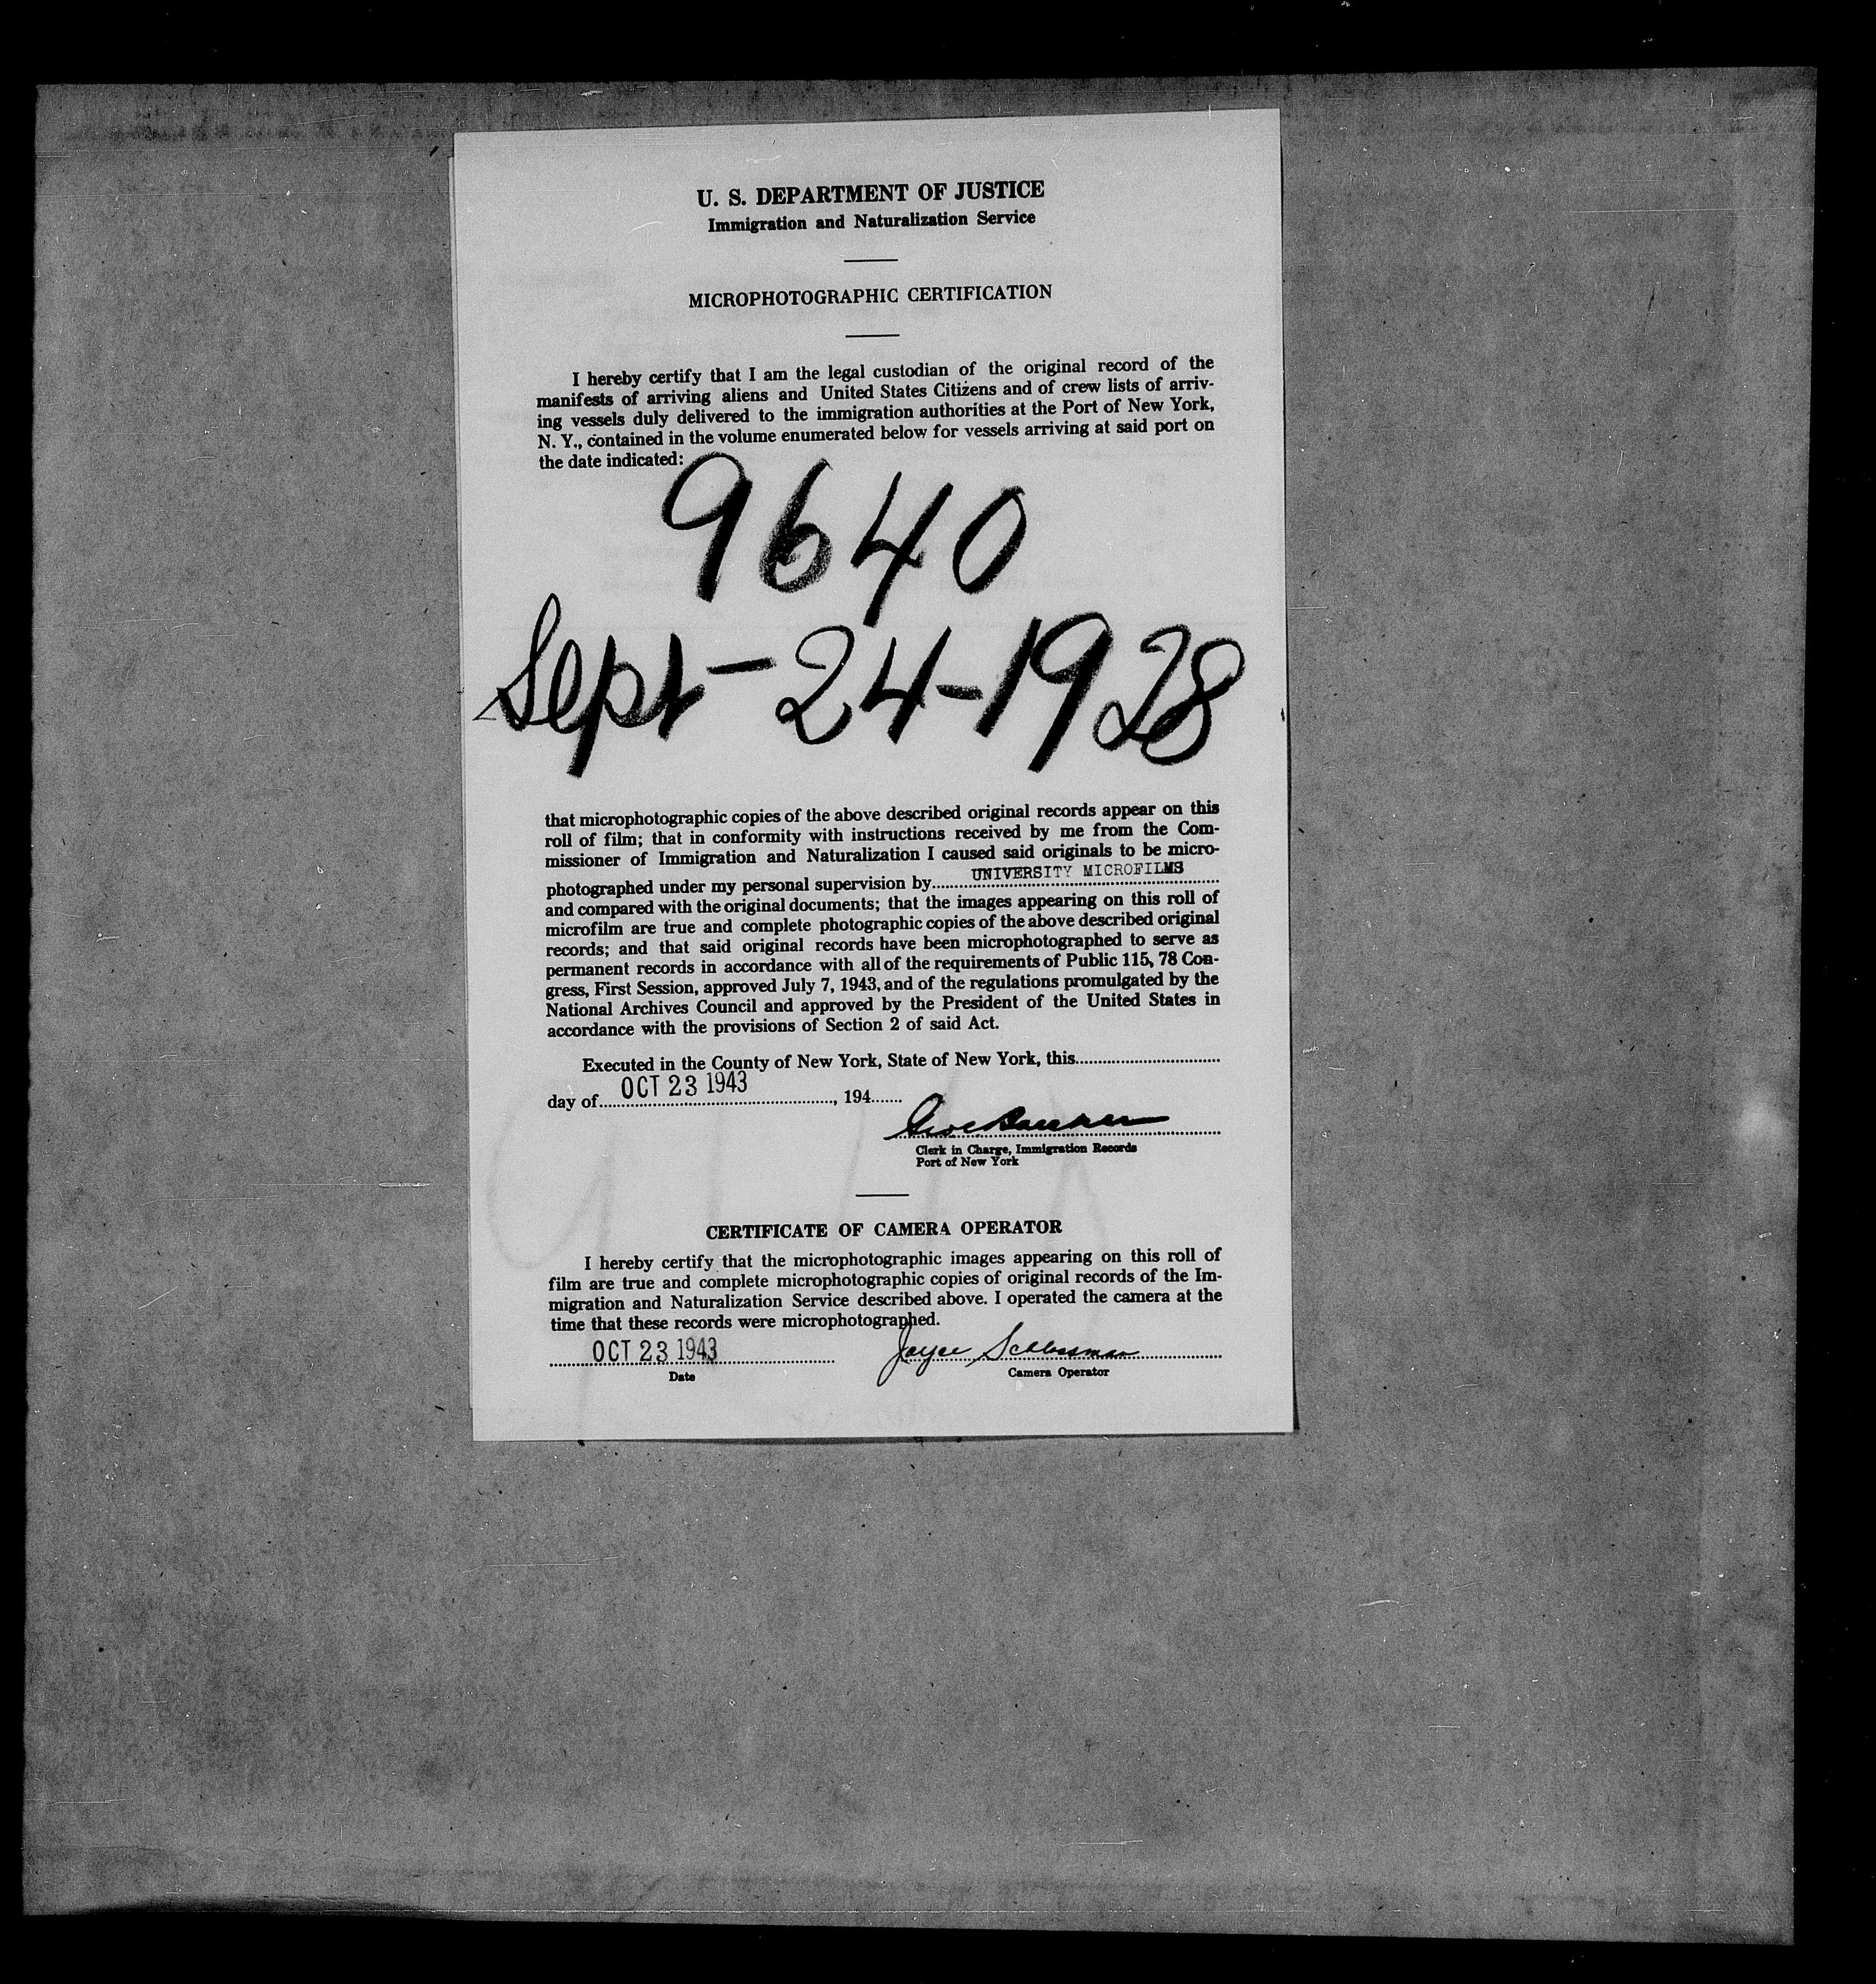 U. S. DEPARTMENT OF JUSTICE
Immigration and Naturalization Service
MICROPHOTOGRAPHIC CERTIFICATION
I hereby certify that I am the legal custodian of the original record of the
manifests of arriving aliens and United States Citizens and of crew lists of arriv-
ing vessels duly delivered to the immigration authorities at the Port of New York,
N. Y., contained in the volume enumerated below for vessels arriving at said port on
the date indicated:
9640
Sept-24-1928
that microphotographic copies of the above described original records appear on this
roll of film; that in conformity with instructions received by me from the Com-
missioner of Immigration and Naturalization I caused said originals to be micro-
photographed under my personal supervision by UNIVERSITY MICROFILMS
and compared with the original documents; that the images appearing on this roll of
microfilm are true and complete photographic copies of the above described original
records; and that said original records have been microphotographed to serve as
permanent records in accordance with all of the requirements of Public 115, 78 Con-
gress, First Session, approved July 7, 1943, and of the regulations promulgated by the
National Archives Council and approved by the President of the United States in
accordance with the provisions of Section 2 of said Act.
Executed in the County of New York, State of New York, this
day of OCT 23 1943, 194
Clerk in Charge, Immigration Records
Port of New York
CERTIFICATE OF CAMERA OPERATOR
I hereby certify that the microphotographic images appearing on this roll of
film are true and complete microphotographic copies of original records of the Im-
migration and Naturalization Service described above. I operated the camera at the
time that these records were microphotographed.
OCT 23 1943 Joyce
Date Camera Operator